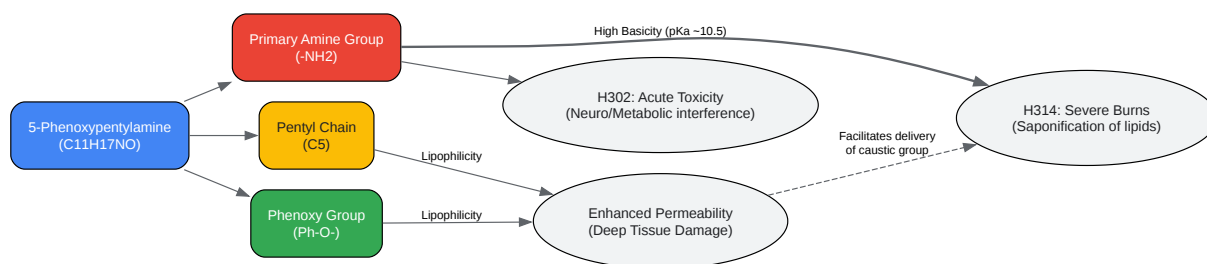 Primary Amine Group
(-NH2)
High Basicity (pKa ~10.5)
H302: Acute Toxicity
(Neuro/Metabolic interference)
H314: Severe Burns
(Saponification of lipids)
5-Phenoxypentylamine
(C11H17NO)
Pentyl Chain
(C5)
Facilitates delivery
of caustic group
Lipophilicity
Phenoxy Group
(Ph-O-)
Lipophilicity
Enhanced Permeability
(Deep Tissue Damage)